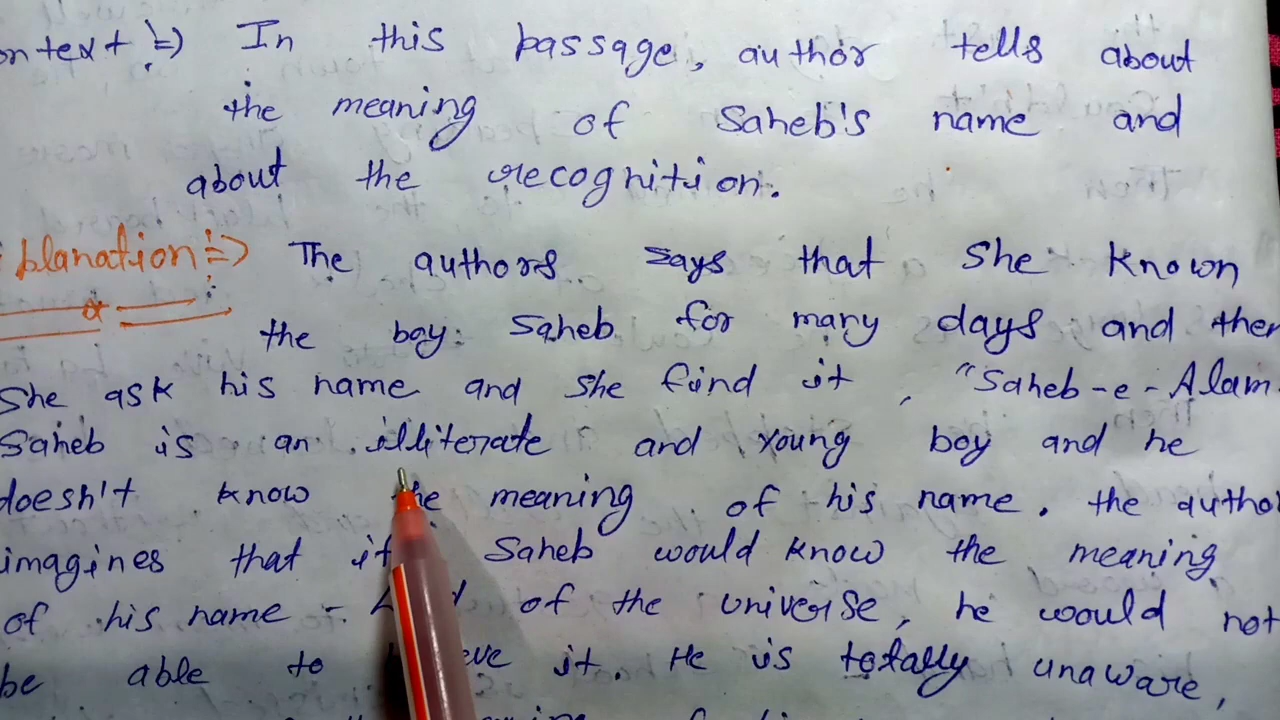 ontext :=> In this passage, author tells about
the meaning of Saheb's name and
about the recognition.
planation :=> The authors says that she known
the boy Saheb for many days and then
She ask his name and she find it, "Saheb-e-Alam
Saheb is an illiterate and young boy and he
doesn't know the meaning of his name. the autho
imagines that if Saheb would know the meaning
of his name - of the universe, he would not
be able to it. He is totally unaware,